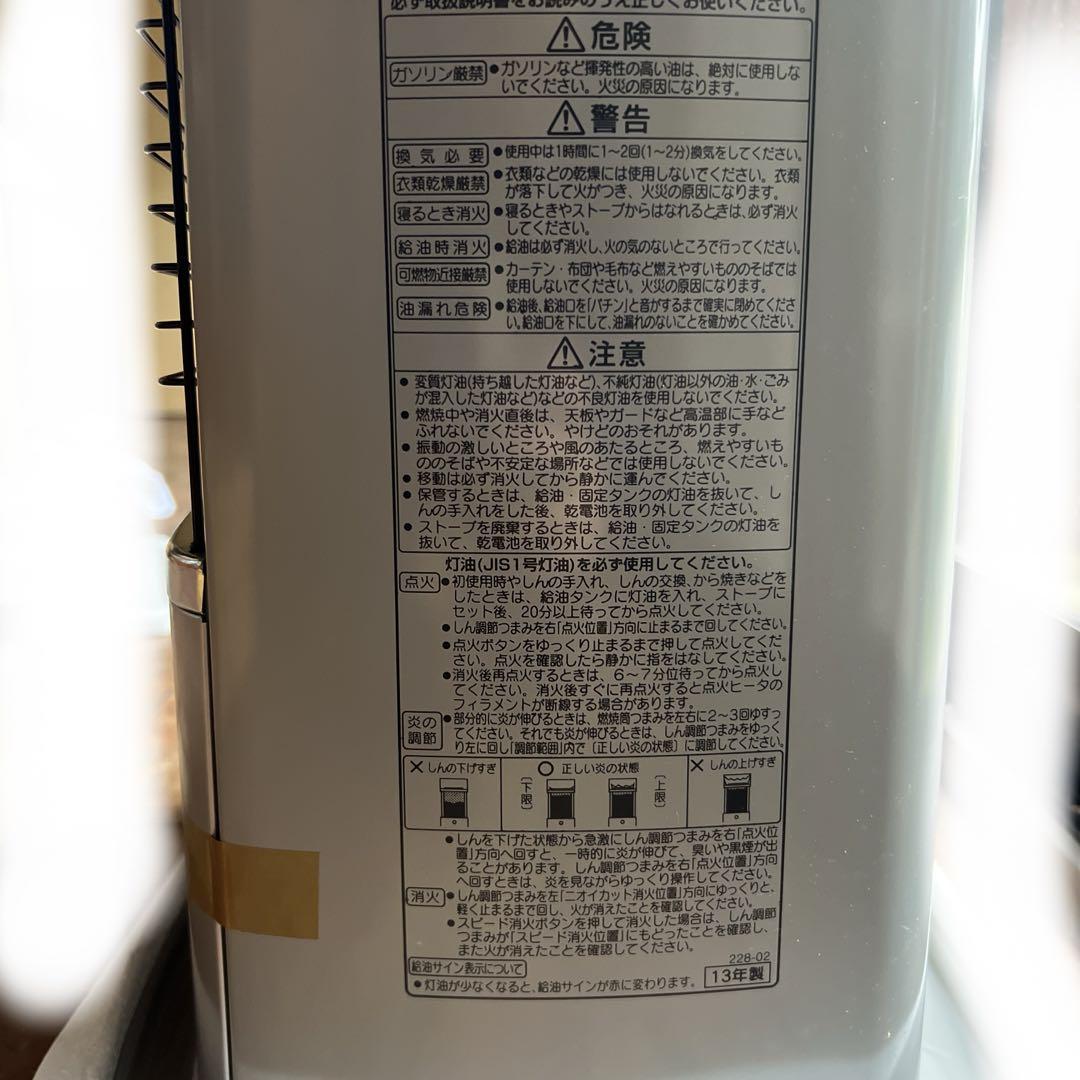 必ず取扱説明書をお読みのうえ正しくお使いください。
⚠危険
ガソリン厳禁 ●ガソリンなど揮発性の高い油は、絶対に使用しな
いでください。火災の原因になります。
⚠警告
換気必要 ●使用中は1時間に1～2回(1～2分)換気をしてください。
衣類乾燥厳禁 ●衣類などの乾燥には使用しないでください。衣類
が落下して火がつき、火災の原因になります。
寝るとき消火 ●寝るときやストーブからはなれるときは、必ず消火
してください。
給油時消火 ●給油は必ず消火し、火の気のないところで行ってください。
可燃物近接厳禁 ●カーテン・布団や毛布など燃えやすいもののそばでは
使用しないでください。火災の原因になります。
油漏れ危険 ●給油後、給油口を「パチン」と音がするまで確実に閉めてくださ
い。給油口を下にして、油漏れのないことを確かめてください。
⚠注意
●変質灯油(持ち越した灯油など)、不純灯油(灯油以外の油・水・ごみ
が混入した灯油など)などの不良灯油を使用しないでください。
●燃焼中や消火直後は、天板やガードなど高温部に手など
ふれないでください。やけどのおそれがあります。
●振動の激しいところや風のあたるところ、燃えやすいも
ののそばや不安定な場所などでは使用しないでください。
●移動は必ず消火してから静かに運んでください。
●保管するときは、給油・固定タンクの灯油を抜いて、し
んの手入れをした後、乾電池を取り外してください。
●ストーブを廃棄するときは、給油・固定タンクの灯油を
抜いて、乾電池を取り外してください。
灯油(JIS1号灯油)を必ず使用してください。
点火 ●初使用時やしんの手入れ、しんの交換、から焼きなどを
したときは、給油タンクに灯油を入れ、ストーブに
セット後、20分以上待ってから点火してください。
●しん調節つまみを右「点火位置」方向に止まるまで回してください。
●点火ボタンをゆっくり止まるまで押して点火してくだ
さい。点火を確認したら静かに指をはなしてください。
●消火後再点火するときは、6～7分位待ってから点火し
てください。消火後すぐに再点火すると点火ヒータの
フィラメントが断線する場合があります。
炎の調節 ●部分的に炎が伸びるときは、燃焼筒つまみを左右に2～3回ゆすっ
てください。それでも炎が伸びるときは、しん調節つまみをゆっく
り左に回し「調節範囲」内で〔正しい炎の状態〕に調節してください。
×しんの下げすぎ ○正しい炎の状態 ×しんの上げすぎ
〔下限〕 〔上限〕
●しんを下げた状態から急激にしん調節つまみを右「点火位
置」方向へ回すと、一時的に炎が伸びて、臭いや黒煙が出
ることがあります。しん調節つまみを右「点火位置」方向
へ回すときは、炎を見ながらゆっくり操作してください。
消火 ●しん調節つまみを左「ニオイカット消火位置」方向にゆっくりと、
軽く止まるまで回し、火が消えたことを確認してください。
●スピード消火ボタンを押して消火した場合は、しん調節
つまみが「スピード消火位置」にもどったことを確認し、
また火が消えたことを確認してください。
228-02
給油サイン表示について
●灯油が少なくなると、給油サインが赤に変わります。 13年製